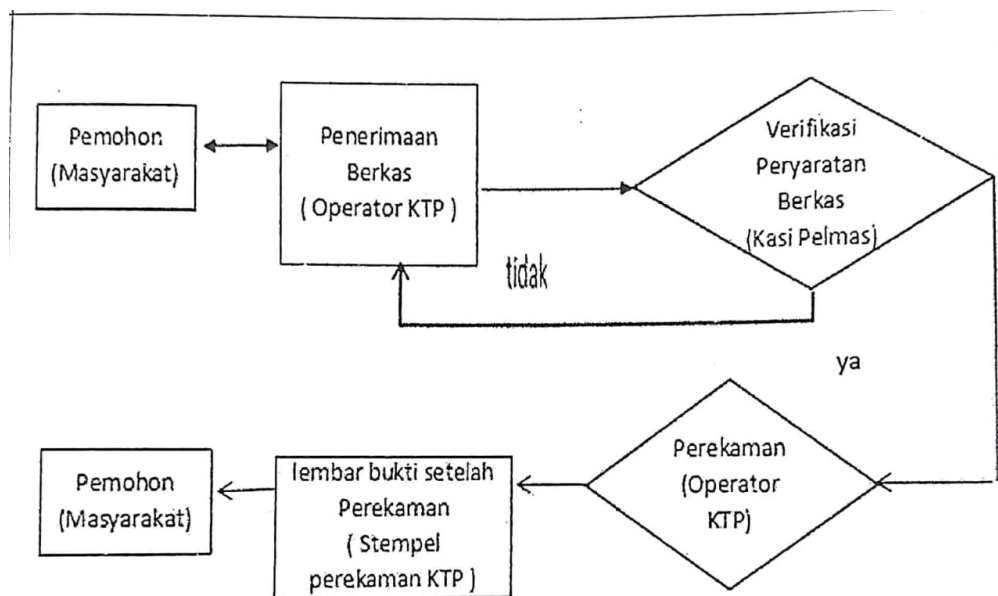 Pemohon
(Masyarakat)
Penerimaan
Berkas
( Operator KTP )
Verifikasi
Peryaratan
Berkas
(Kasi Pelmas)
tidak
ya
Perekaman
(Operator
KTP)
lembar bukti setelah
Perekaman
( Stempel
perekaman KTP )
Pemohon
(Masyarakat)